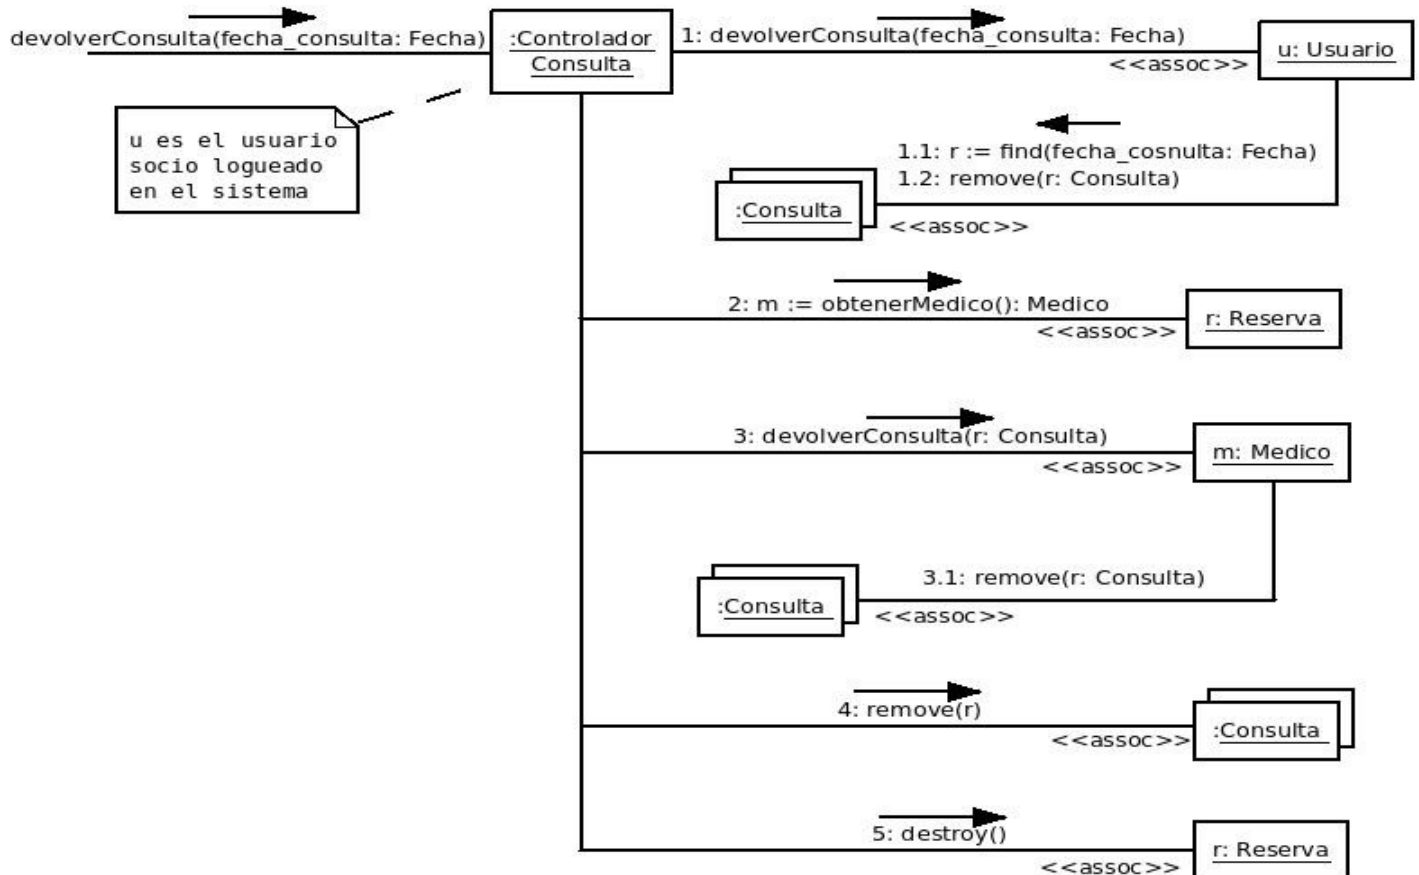 devolverConsulta(fecha_consulta: Fecha)
:Controlador
Consulta
1: devolverConsulta(fecha_consulta: Fecha)
<<assoc>>
u: Usuario
u es el usuario
socio logueado
en el sistema
1.1: r := find(fecha_cosnulta: Fecha)
1.2: remove(r: Consulta)
:Consulta
<<assoc>>
2: m := obtenerMedico(): Medico
<<assoc>>
r: Reserva
3: devolverConsulta(r: Consulta)
<<assoc>>
m: Medico
3.1: remove(r: Consulta)
:Consulta
<<assoc>>
4: remove(r)
<<assoc>>
:Consulta
5: destroy()
<<assoc>>
r: Reserva